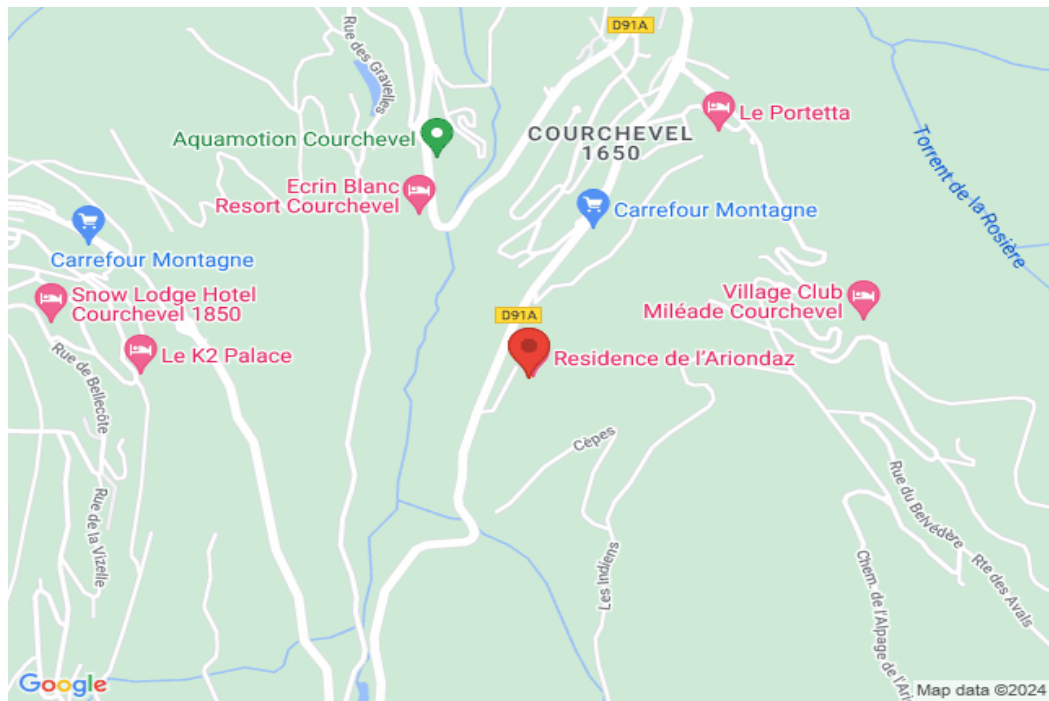 D91A
Rue des Gravelles
Le Portetta
Aquamotion Courchevel
COURCHEVEL
1650
Torrent de la Rosière
Ecrin Blanc
Resort Courchevel
Carrefour Montagne
Carrefour Montagne
Snow Lodge Hotel
Courchevel 1850
Village Club
Miléade Courchevel
D91A
Le K2 Palace
Residence de l'Ariondaz
Rue de Bellecôte
Cèpes
Rue de la Vizelle
Rue du Belvédère
Les Indiens
Rte des Avals
Chem. de l'Alpage de l'Ari
Google
Map data ©2024